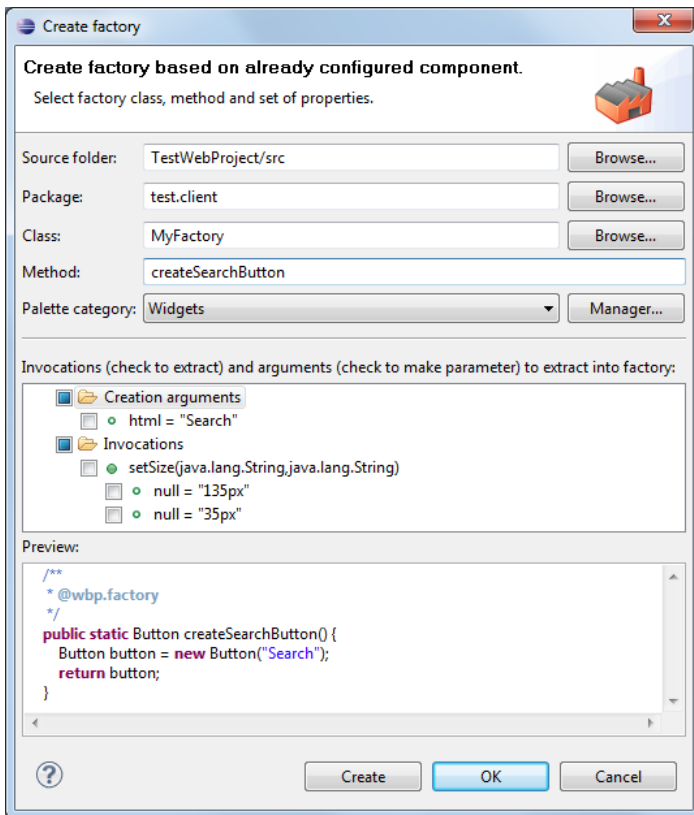 Create factory
Create factory based on already configured component.
Select factory class, method and set of properties.
Source folder: TestWebProject/src Browse...
Package: test.client Browse...
Class: MyFactory Browse...
Method: createSearchButton
Palette category: Widgets Manager...
Invocations (check to extract) and arguments (check to make parameter) to extract into factory:
Creation arguments
html = "Search"
Invocations
setSize(java.lang.String,java.lang.String)
null = "135px"
null = "35px"
Preview:
/**
* @wbp.factory
*/
public static Button createSearchButton() {
Button button = new Button("Search");
return button;
}
? Create OK Cancel